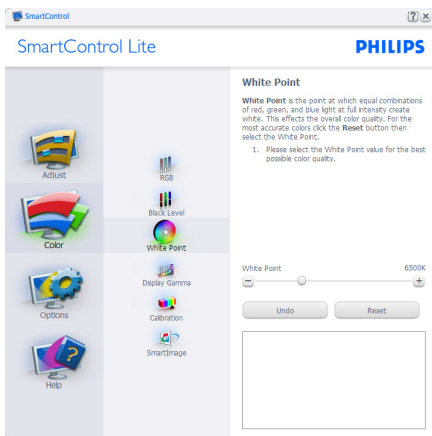 SmartControl
SmartControl Lite
PHILIPS
Adjust
Color
Options
Help
RGB
Black Level
White Point
Display Gamma
Calibration
SmartImage
White Point
White Point is the point at which equal combinations
of red, green, and blue light at full intensity create
white. This effects the overall color quality. For the
most accurate colors click the Reset button then
select the White Point.
1. Please select the White Point value for the best
possible color quality.
White Point 6500K
Undo Reset